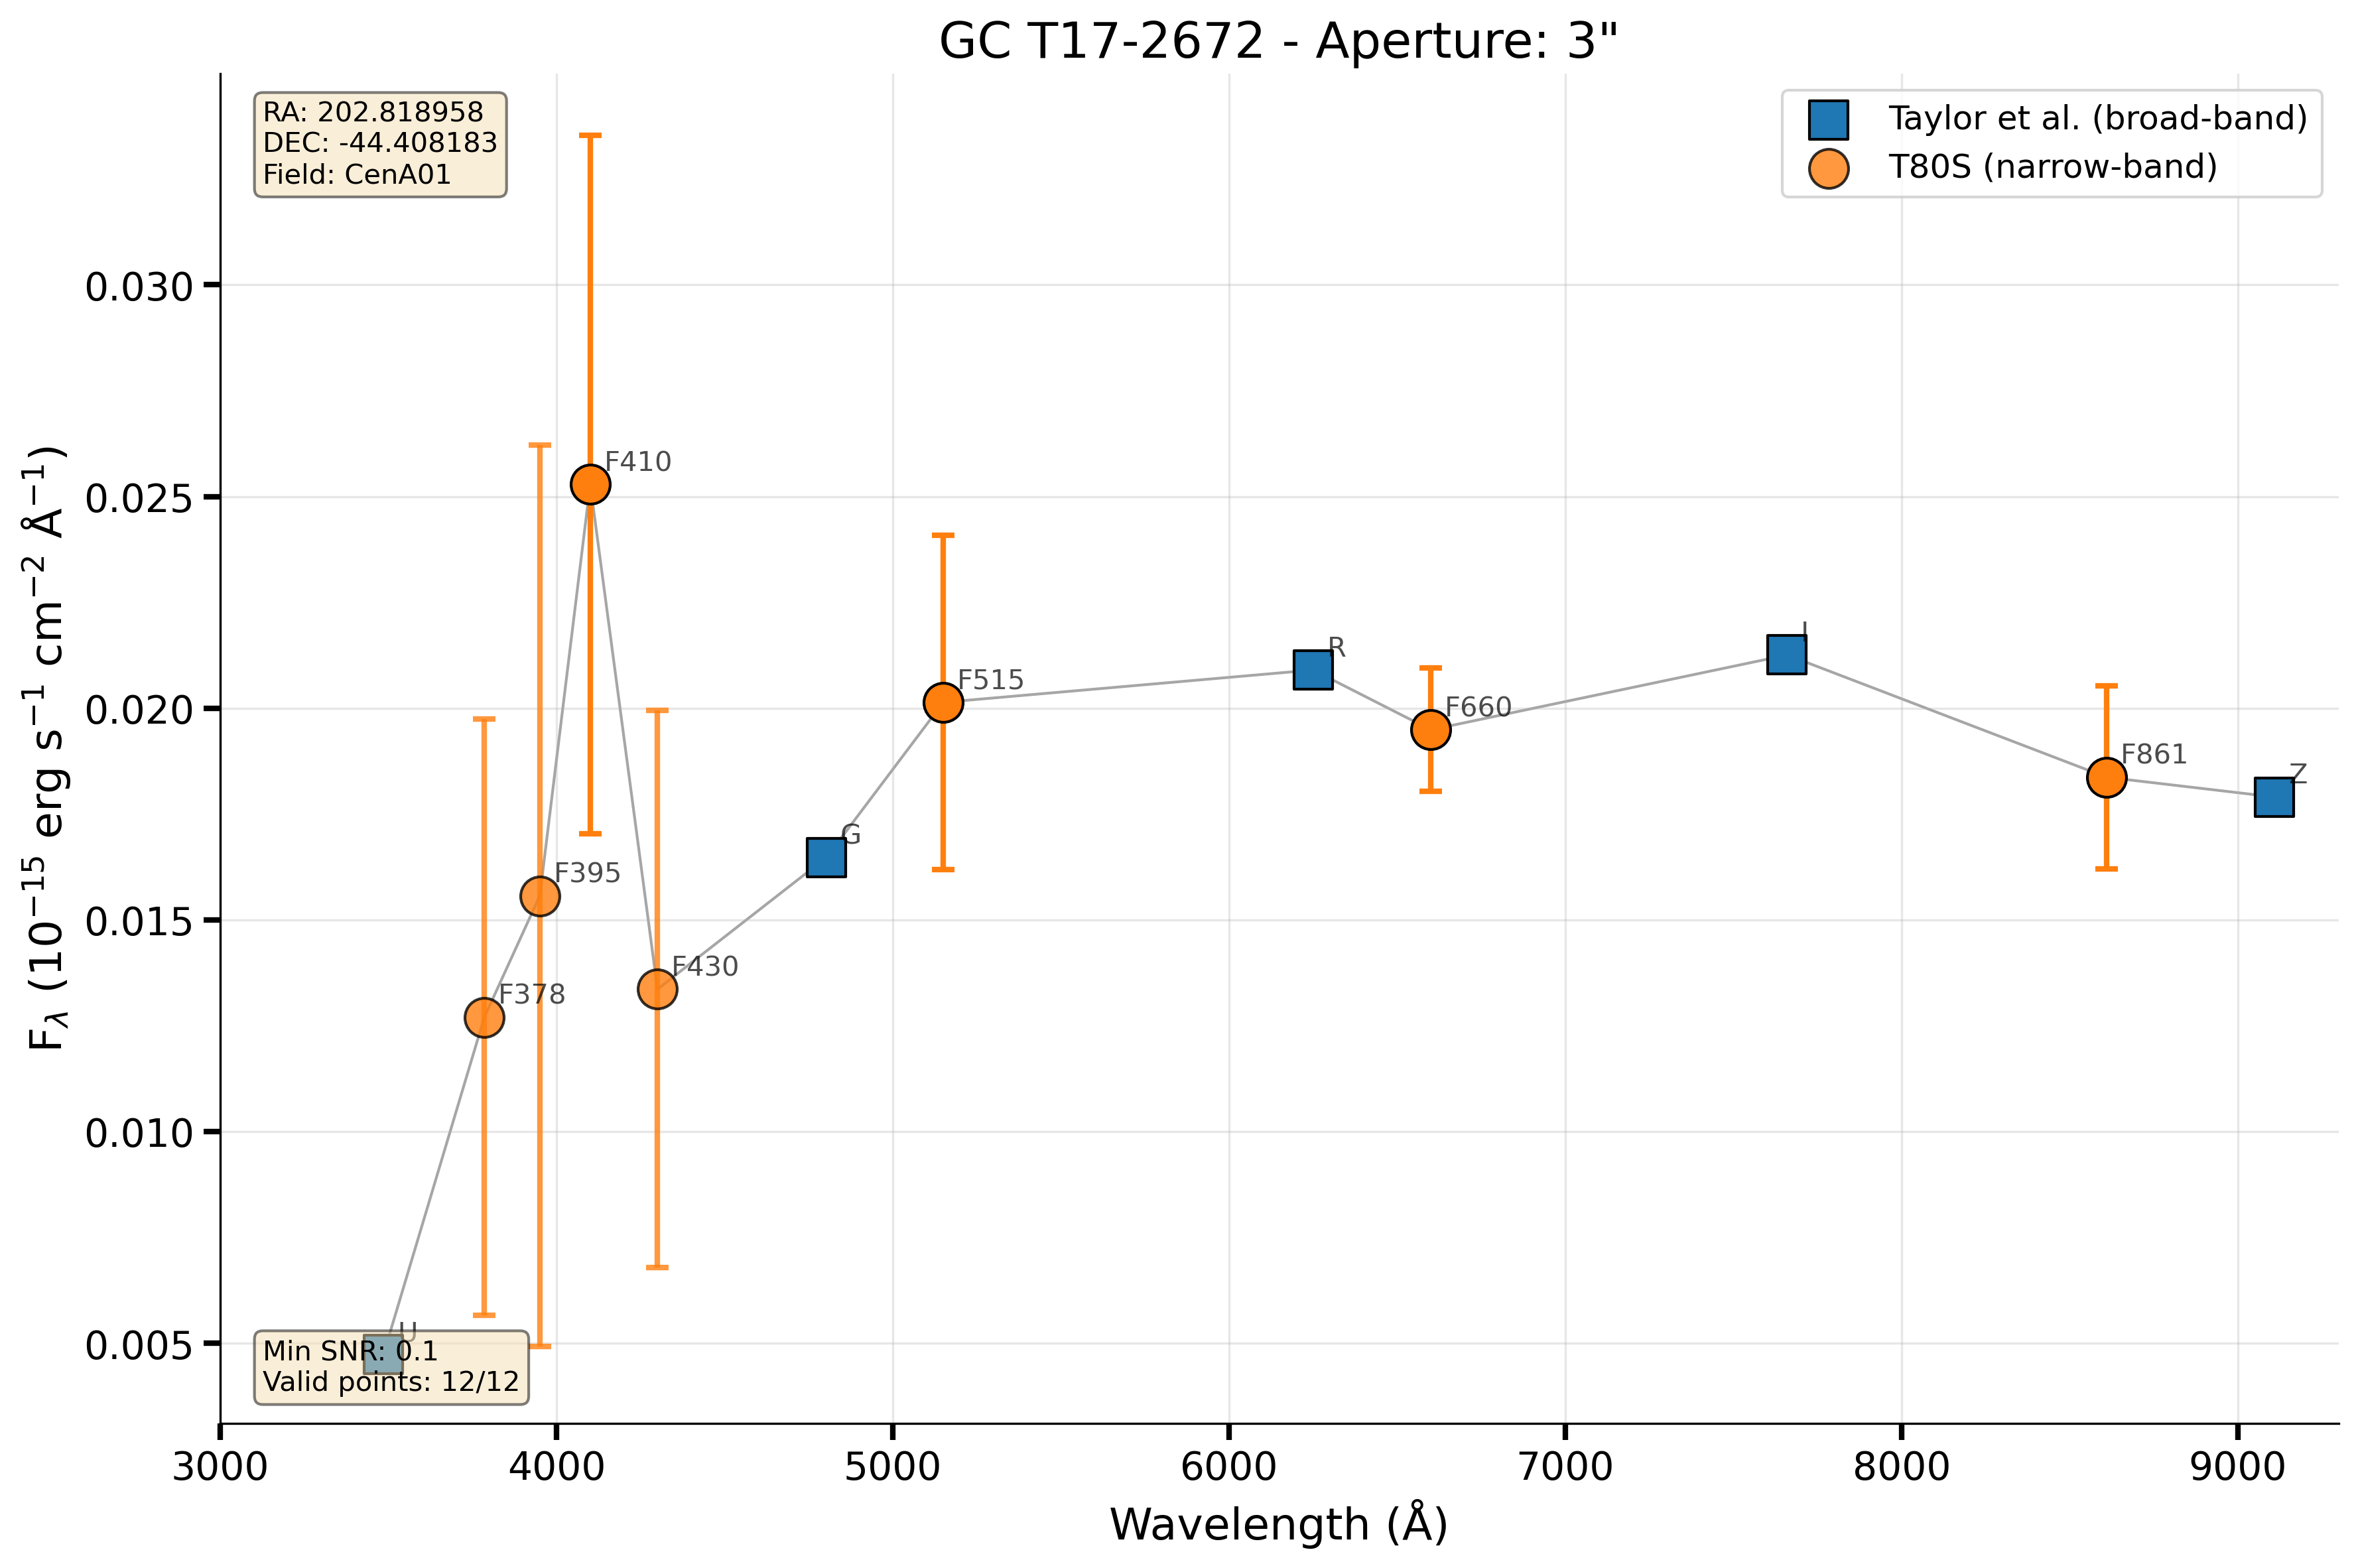 GC T17-2672 - Aperture: 3"
RA: 202.818958
DEC: -44.408183
Field: CenA01
Taylor et al. (broad-band)
T80S (narrow-band)
F410
F515
R
I
F660
F861
Z
G
F395
F430
F378
U
Min SNR: 0.1
Valid points: 12/12
0.030
0.025
0.020
0.015
0.010
0.005
F_λ (10⁻¹⁵ erg s⁻¹ cm⁻² Å⁻¹)
3000 4000 5000 6000 7000 8000 9000
Wavelength (Å)